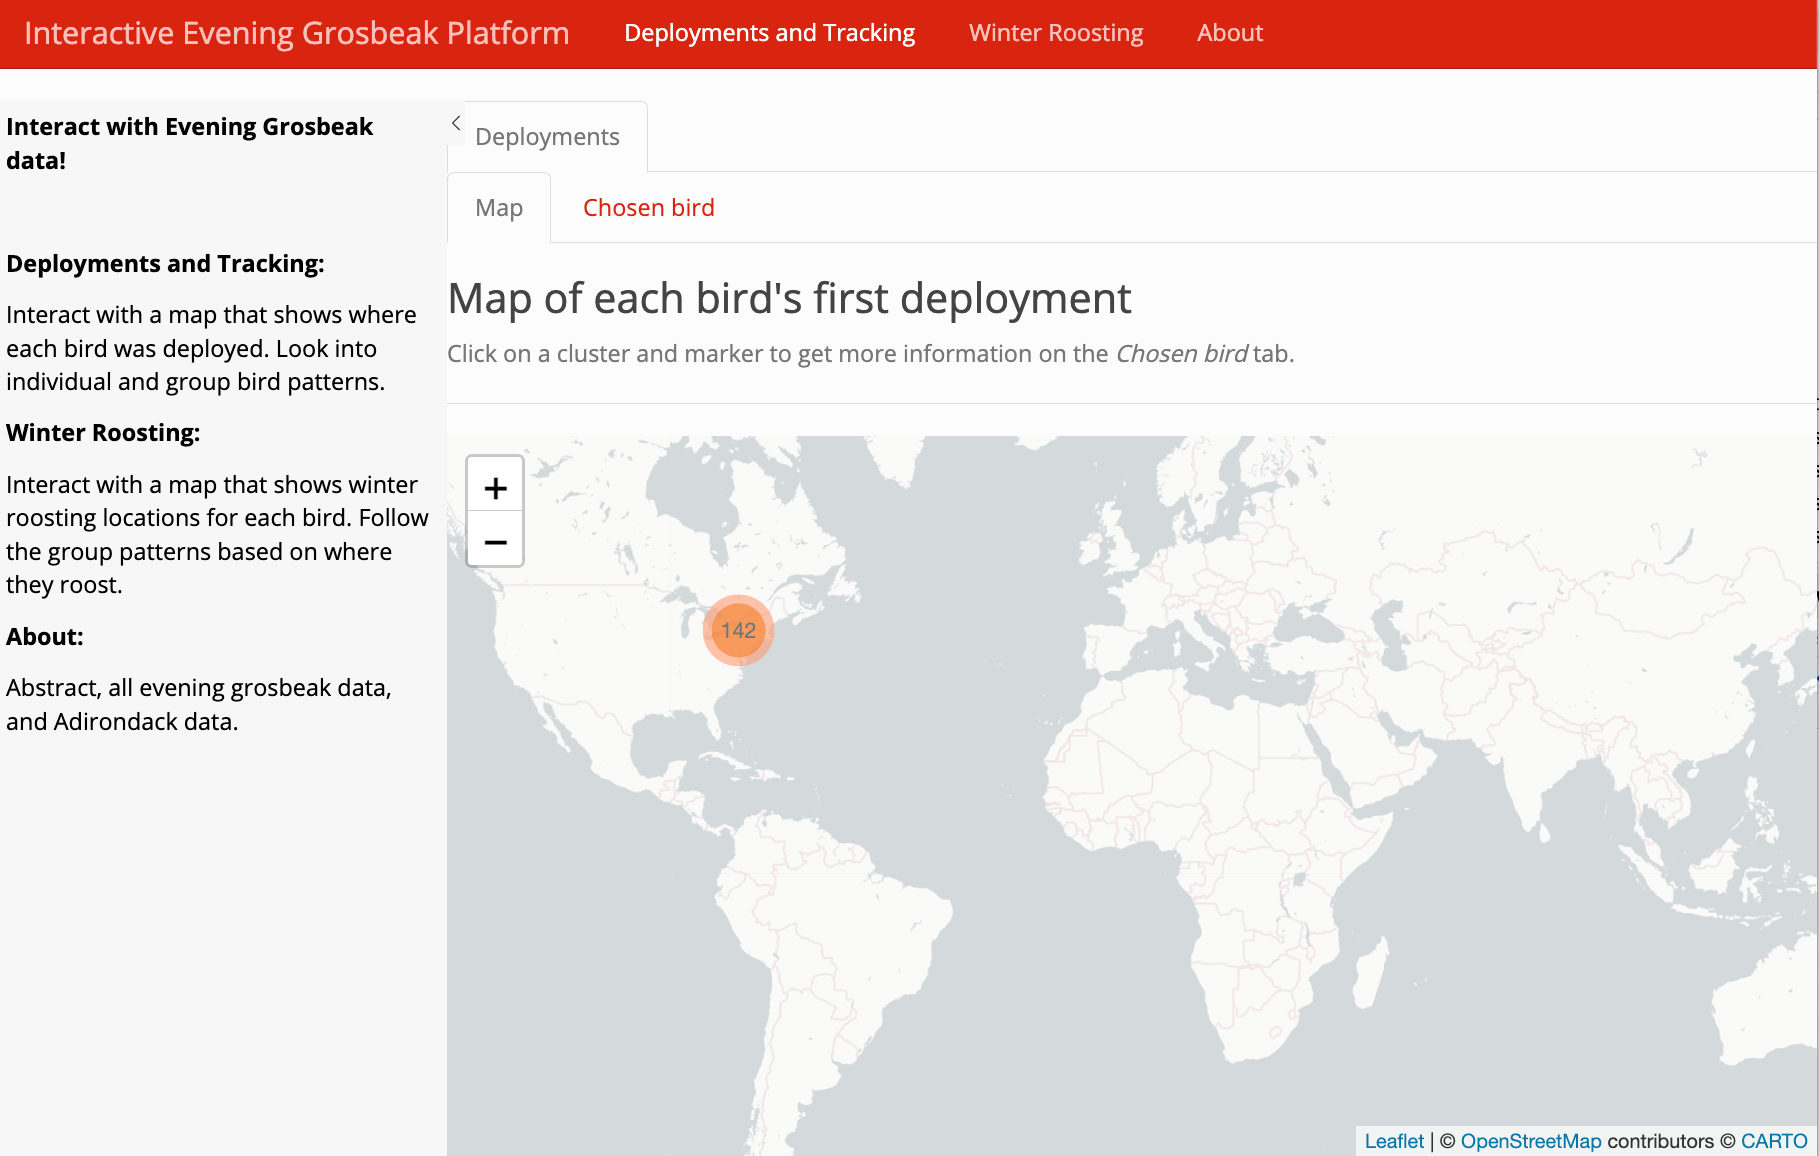 Interactive Evening Grosbeak Platform
Deployments and Tracking
Winter Roosting
About
Interact with Evening Grosbeak
data!
Deployments and Tracking:
Interact with a map that shows where
each bird was deployed. Look into
individual and group bird patterns.
Winter Roosting:
Interact with a map that shows winter
roosting locations for each bird. Follow
the group patterns based on where
they roost.
About:
Abstract, all evening grosbeak data,
and Adirondack data.
Deployments
Map
Chosen bird
Map of each bird's first deployment
Click on a cluster and marker to get more information on the Chosen bird tab.
+
−
142
Leaflet | © OpenStreetMap contributors © CARTO